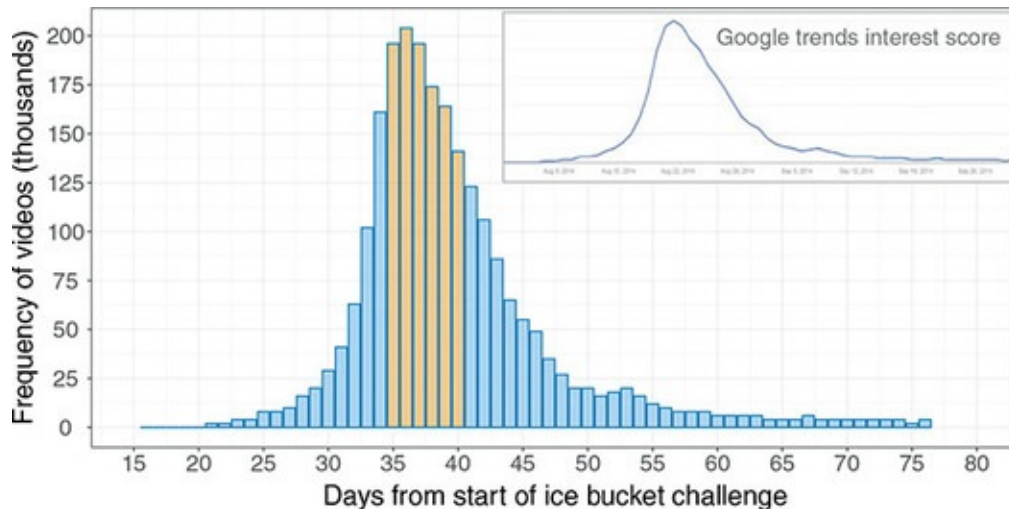 Frequency of videos (thousands)
200
175
150
125
100
75
50
25
0
15 20 25 30 35 40 45 50 55 60 65 70 75 80
Days from start of ice bucket challenge
Google trends interest score